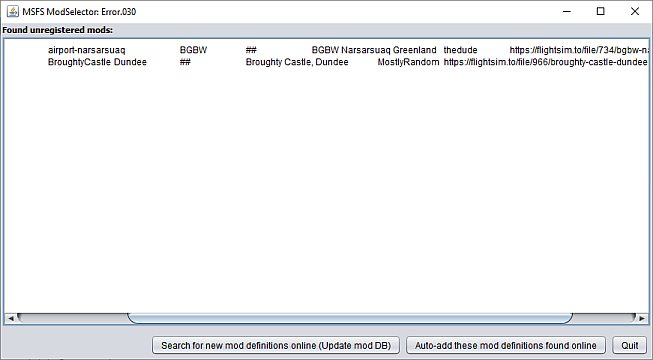 MSFS ModSelector: Error.030
Found unregistered mods:
airport-narsarsuaq BGBW ## BGBW Narsarsuaq Greenland thedude https://flightsim.to/file/734/bgbw-na
BroughtyCastle Dundee ## Broughty Castle, Dundee MostlyRandom https://flightsim.to/file/966/broughty-castle-dundee
Search for new mod definitions online (Update mod DB) Auto-add these mod definitions found online Quit